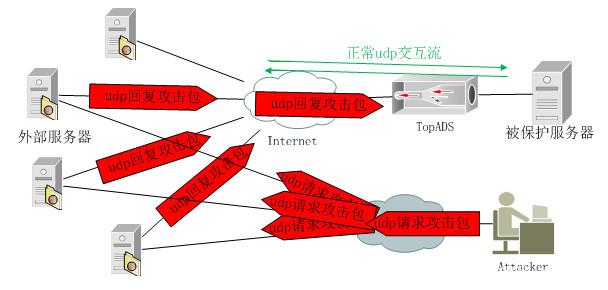 正常udp交互流
udp回复攻击包
udp回复攻击包
外部服务器
TopADS
被保护服务器
Internet
udp回复攻击包
udp回复攻击包
udp请求攻击包
udp请求攻击包
udp请求攻击包
udp请求攻击包
Attacker